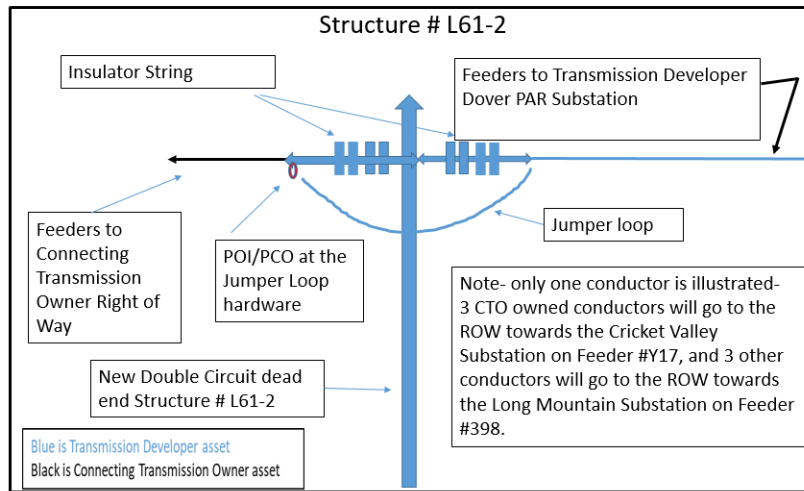 Structure # L61-2
Insulator String
Feeders to Transmission Developer
Dover PAR Substation
Feeders to
Connecting
Transmission
Owner Right of
Way
POI/PCO at the
Jumper Loop
hardware
Jumper loop
New Double Circuit dead
end Structure # L61-2
Note- only one conductor is illustrated-
3 CTO owned conductors will go to the
ROW towards the Cricket Valley
Substation on Feeder #Y17, and 3 other
conductors will go to the ROW towards
the Long Mountain Substation on Feeder
#398.
Blue is Transmission Developer asset
Black is Connecting Transmission Owner asset